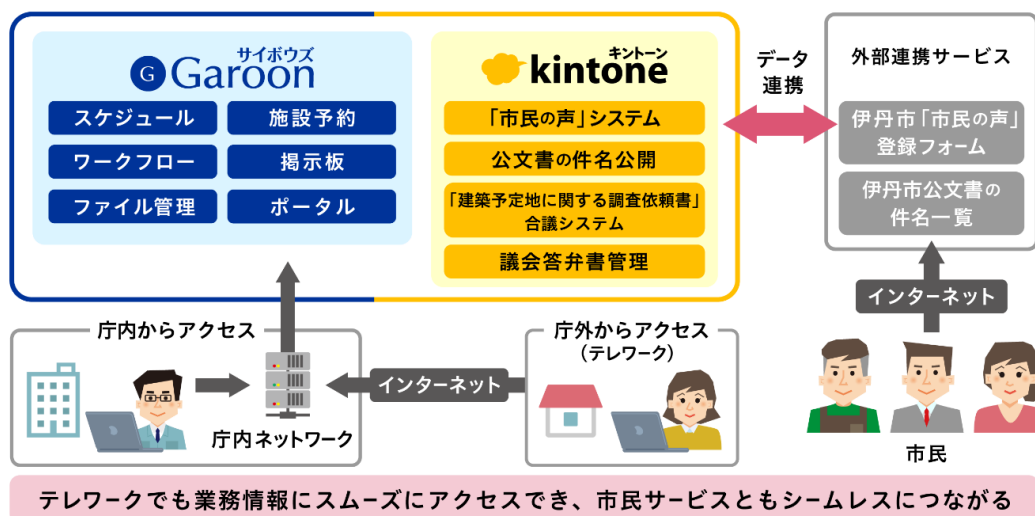 サイボウズ
G Garoon
スケジュール
施設予約
ワークフロー
掲示板
ファイル管理
ポータル
キントーン
kintone
「市民の声」システム
公文書の件名公開
「建築予定地に関する調査依頼書」
合議システム
議会答弁書管理
データ
連携
外部連携サービス
伊丹市「市民の声」
登録フォーム
伊丹市公文書の
件名一覧
インターネット
市民
庁内からアクセス
庁内ネットワーク
インターネット
庁外からアクセス
（テレワーク）
テレワークでも業務情報にスムーズにアクセスでき、市民サービスともシームレスにつながる